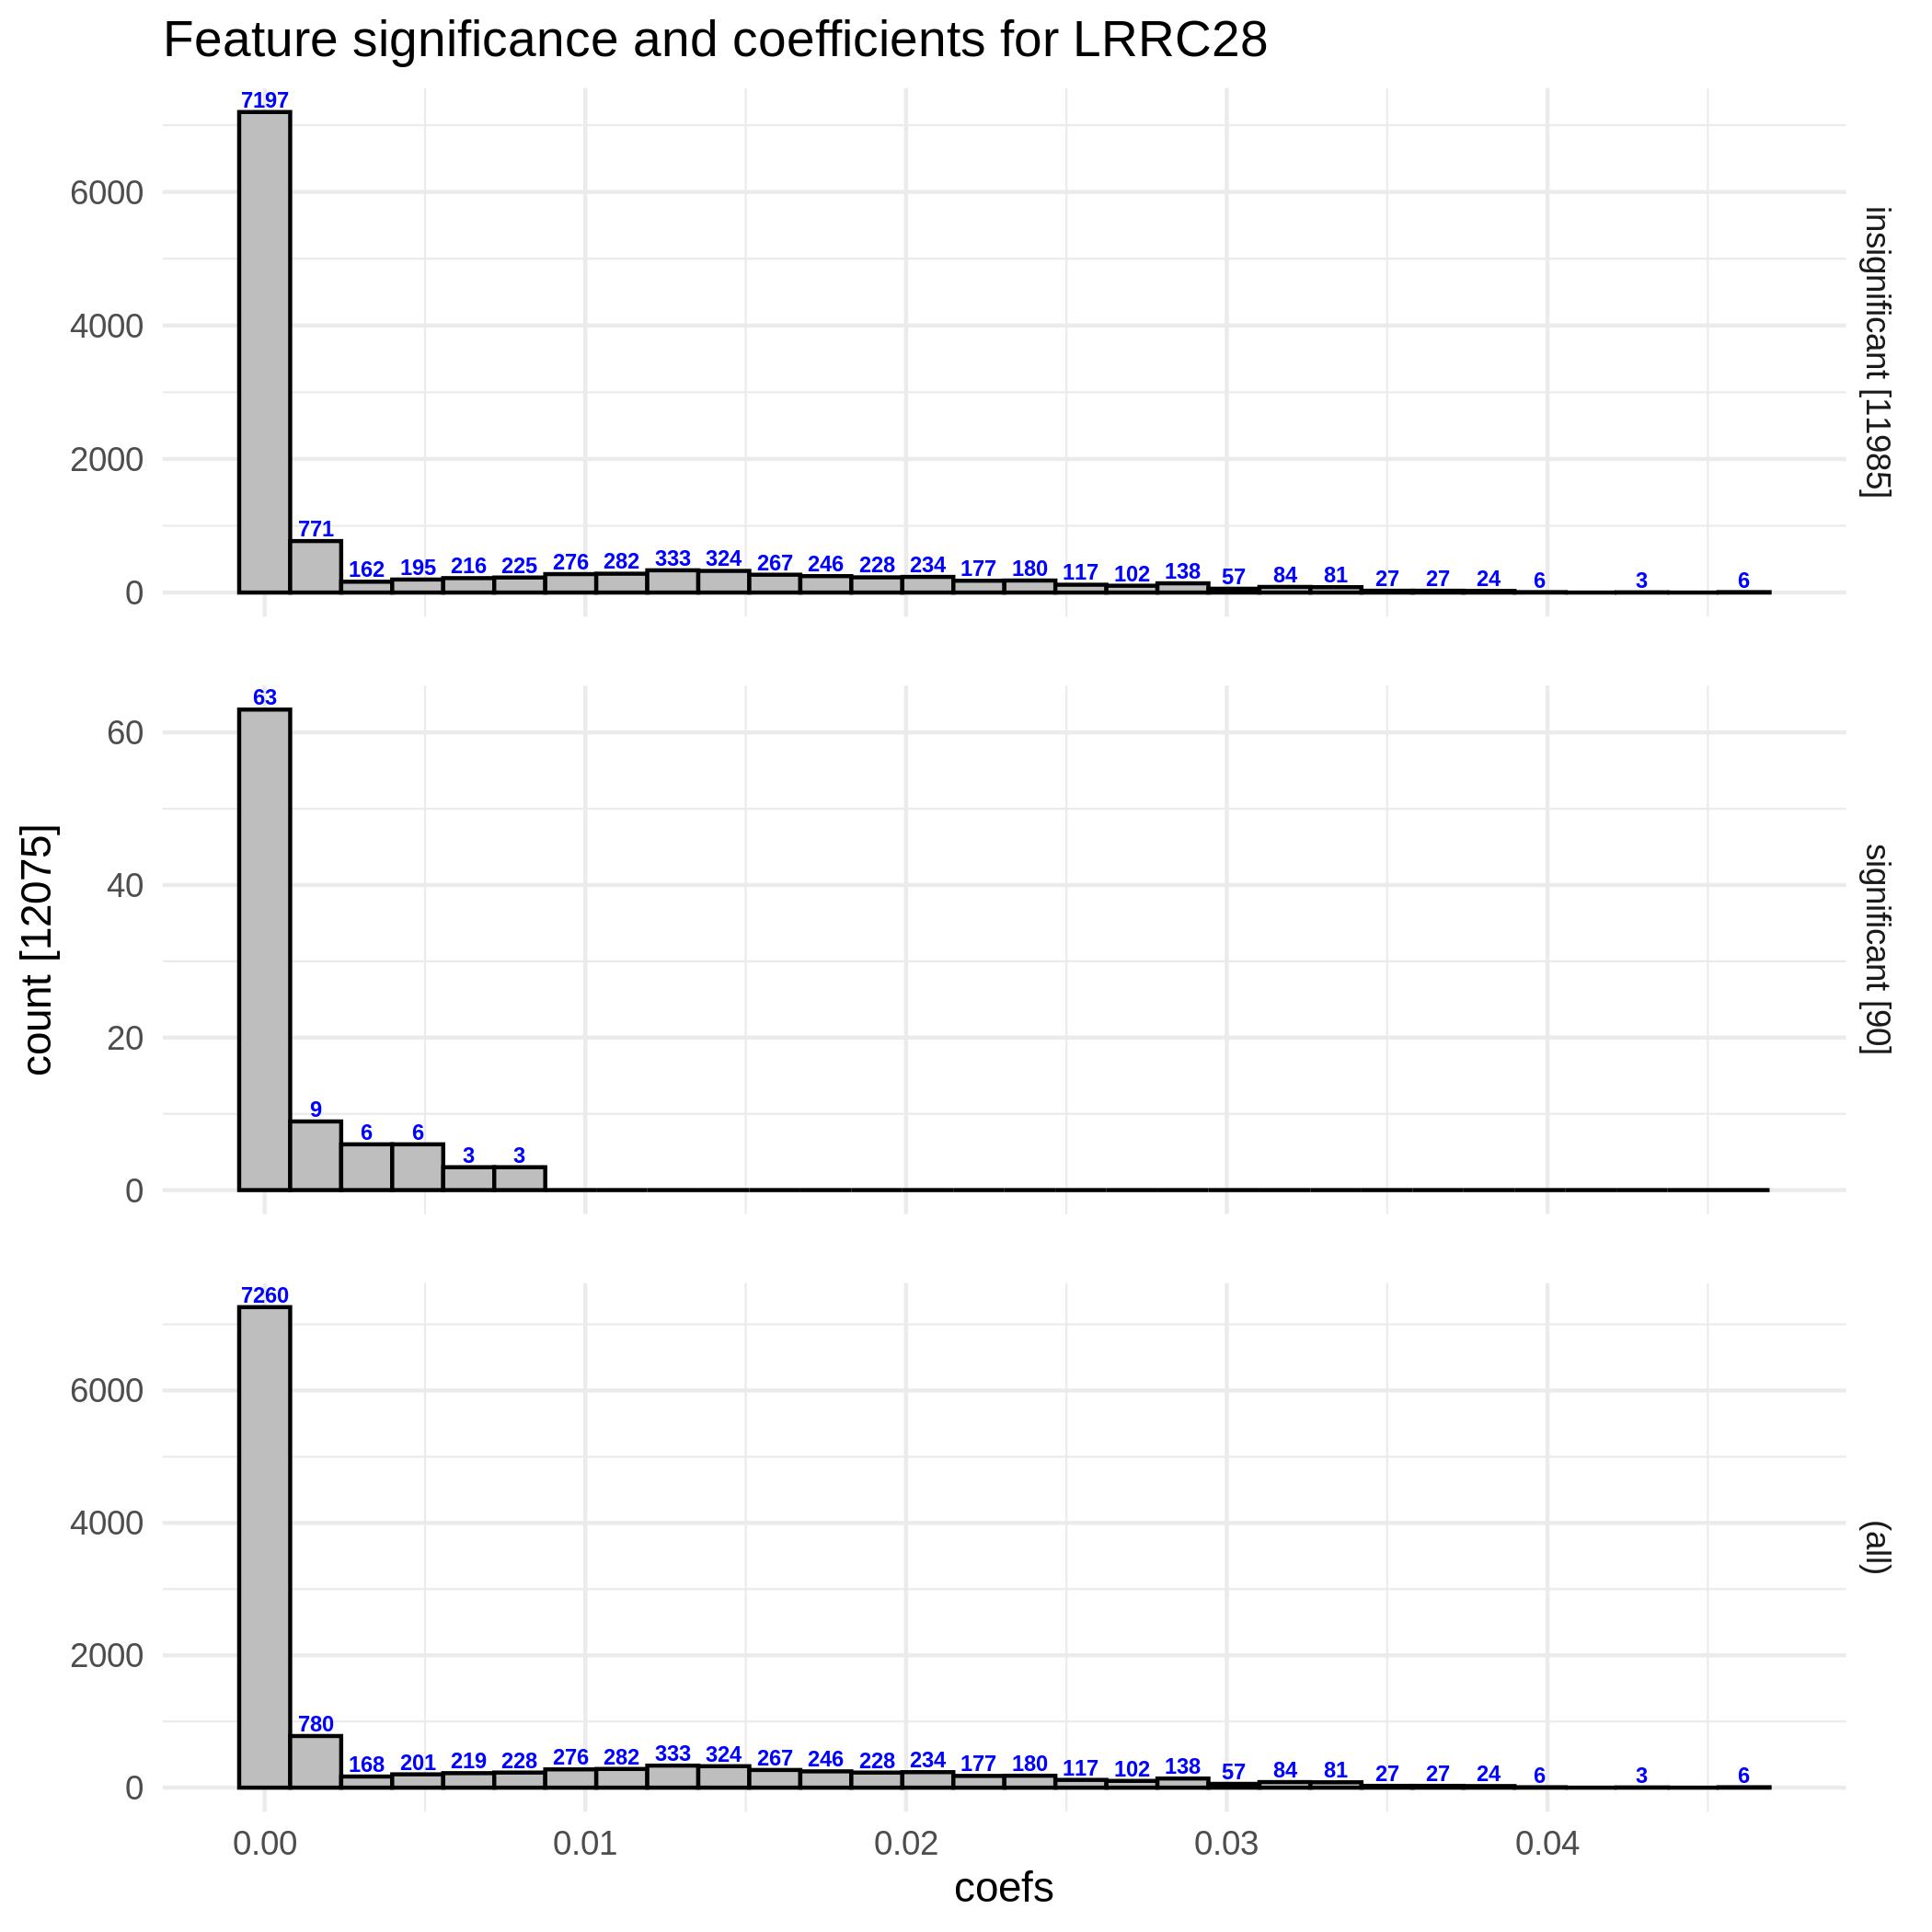 Feature significance and coefficients for LRRC28
7197
6000
4000
2000
0
771
162 195 216 225 276 282 333 324 267 246 228 234 177 180 117 102 138 57 84 81 27 27 24 6 3 6
insignificant [11985]
63
60
40
20
0
9
6 6
3 3
significant [90]
count [12075]
7260
6000
4000
2000
0
780
168 201 219 228 276 282 333 324 267 246 228 234 177 180 117 102 138 57 84 81 27 27 24 6 3 6
(all)
0.00 0.01 0.02 0.03 0.04
coefs